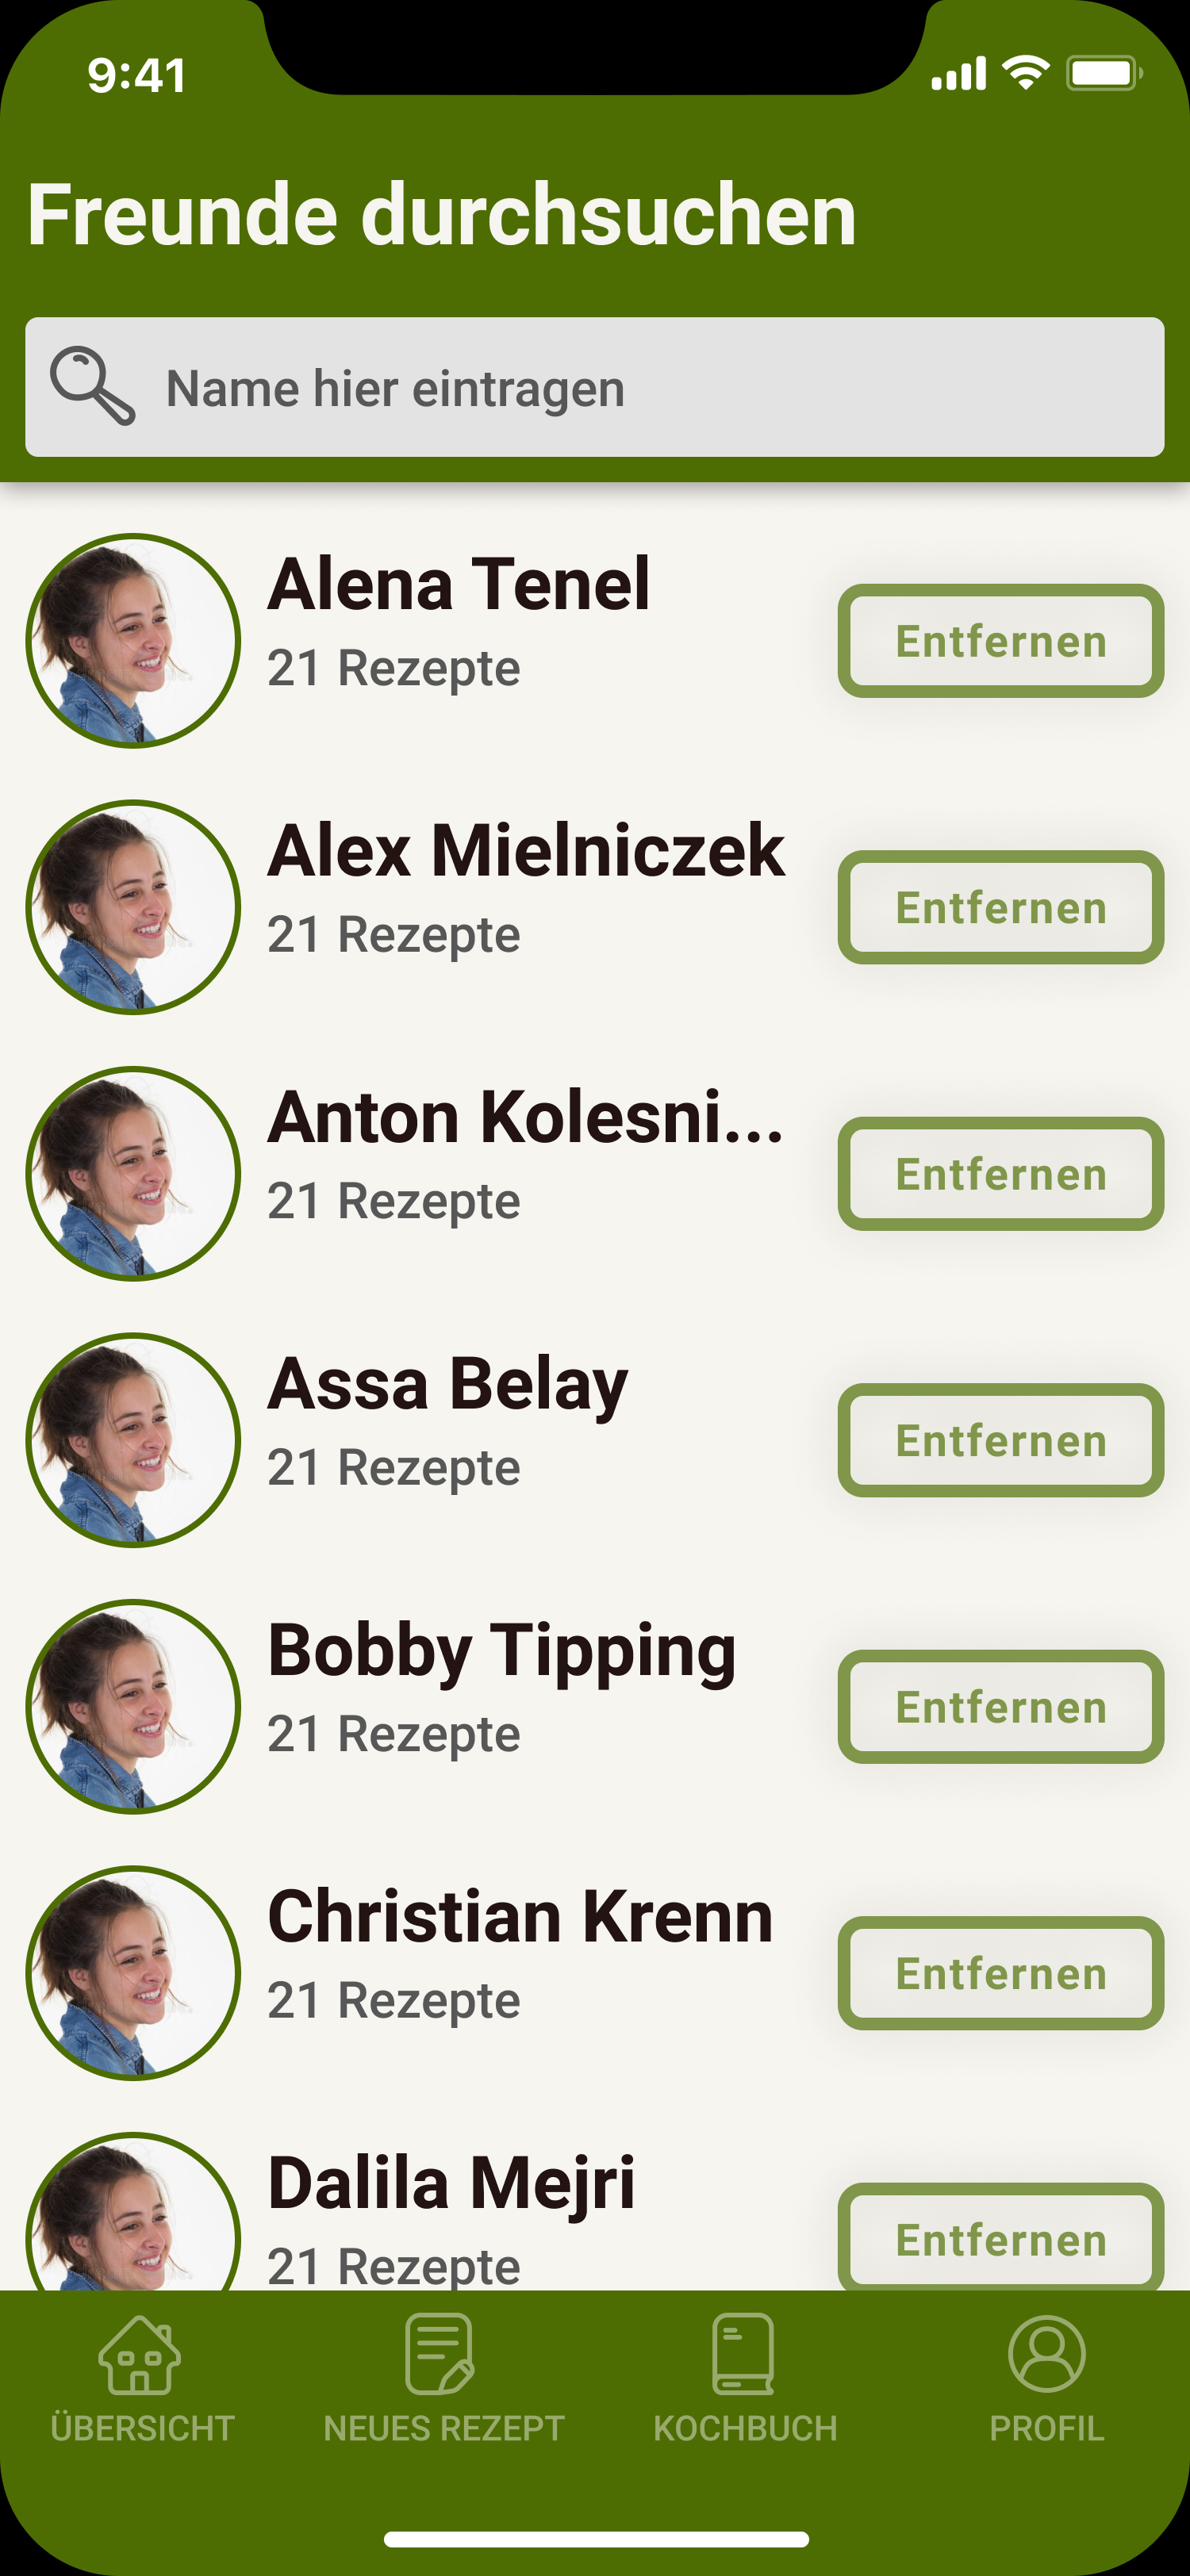 9:41
Freunde durchsuchen
Name hier eintragen
Alena Tenel
21 Rezepte
Entfernen
Alex Mielniczek
21 Rezepte
Entfernen
Anton Kolesni...
21 Rezepte
Entfernen
Assa Belay
21 Rezepte
Entfernen
Bobby Tipping
21 Rezepte
Entfernen
Christian Krenn
21 Rezepte
Entfernen
Dalila Mejri
21 Rezepte
Entfernen
ÜBERSICHT
NEUES REZEPT
KOCHBUCH
PROFIL